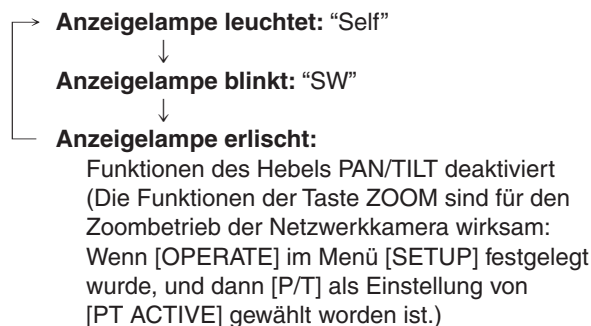 Anzeigelampe leuchtet: “Self”
Anzeigelampe blinkt: “SW”
Anzeigelampe erlischt:
Funktionen des Hebels PAN/TILT deaktiviert
(Die Funktionen der Taste ZOOM sind für den
Zoombetrieb der Netzwerkkamera wirksam:
Wenn [OPERATE] im Menü [SETUP] festgelegt
wurde, und dann [P/T] als Einstellung von
[PT ACTIVE] gewählt worden ist.)